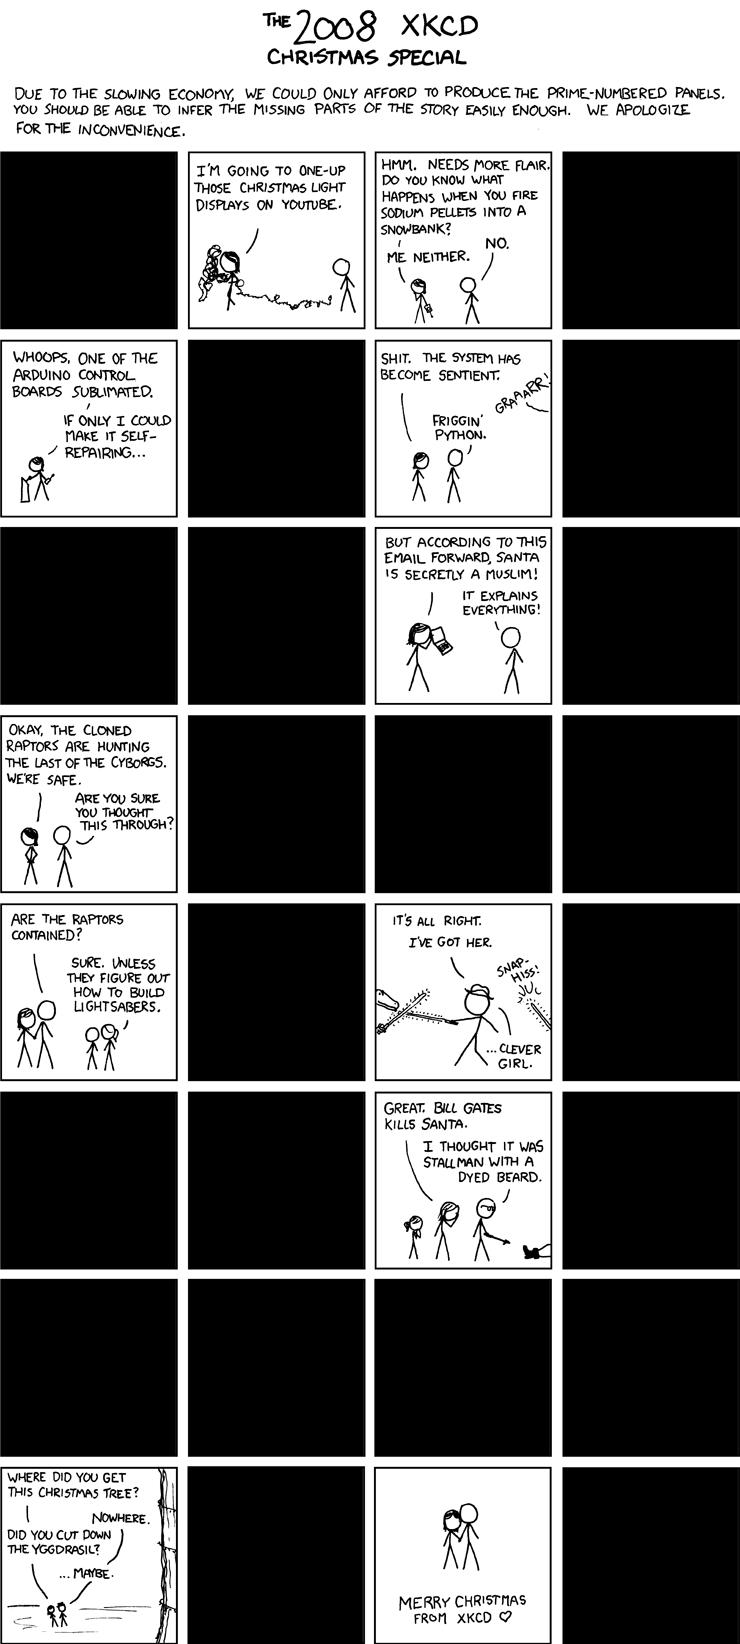 THE 2008 XKCD
CHRISTMAS SPECIAL
DUE TO THE SLOWING ECONOMY, WE COULD ONLY AFFORD TO PRODUCE THE PRIME-NUMBERED PANELS.
YOU SHOULD BE ABLE TO INFER THE MISSING PARTS OF THE STORY EASILY ENOUGH. WE APOLOGIZE
FOR THE INCONVENIENCE.
I'M GOING TO ONE-UP
THOSE CHRISTMAS LIGHT
DISPLAYS ON YOUTUBE.
HMM. NEEDS MORE FLAIR.
DO YOU KNOW WHAT
HAPPENS WHEN YOU FIRE
SODIUM PELLETS INTO A
SNOWBANK?
NO.
ME NEITHER.
WHOOPS, ONE OF THE
ARDUINO CONTROL
BOARDS SUBLIMATED.
IF ONLY I COULD
MAKE IT SELF-
REPAIRING...
SHIT. THE SYSTEM HAS
BECOME SENTIENT.
GRAAARR!
FRIGGIN'
PYTHON.
BUT ACCORDING TO THIS
EMAIL FORWARD, SANTA
IS SECRETLY A MUSLIM!
IT EXPLAINS
EVERYTHING!
OKAY, THE CLONED
RAPTORS ARE HUNTING
THE LAST OF THE CYBORGS.
WE'RE SAFE.
ARE YOU SURE
YOU THOUGHT
THIS THROUGH?
ARE THE RAPTORS
CONTAINED?
SURE. UNLESS
THEY FIGURE OUT
HOW TO BUILD
LIGHTSABERS.
IT'S ALL RIGHT.
I'VE GOT HER.
SNAP-
HISS!
...CLEVER
GIRL.
GREAT. BILL GATES
KILLS SANTA.
I THOUGHT IT WAS
STALLMAN WITH A
DYED BEARD.
WHERE DID YOU GET
THIS CHRISTMAS TREE?
NOWHERE.
DID YOU CUT DOWN
THE YGGDRASIL?
...MAYBE.
MERRY CHRISTMAS
FROM XKCD ♡